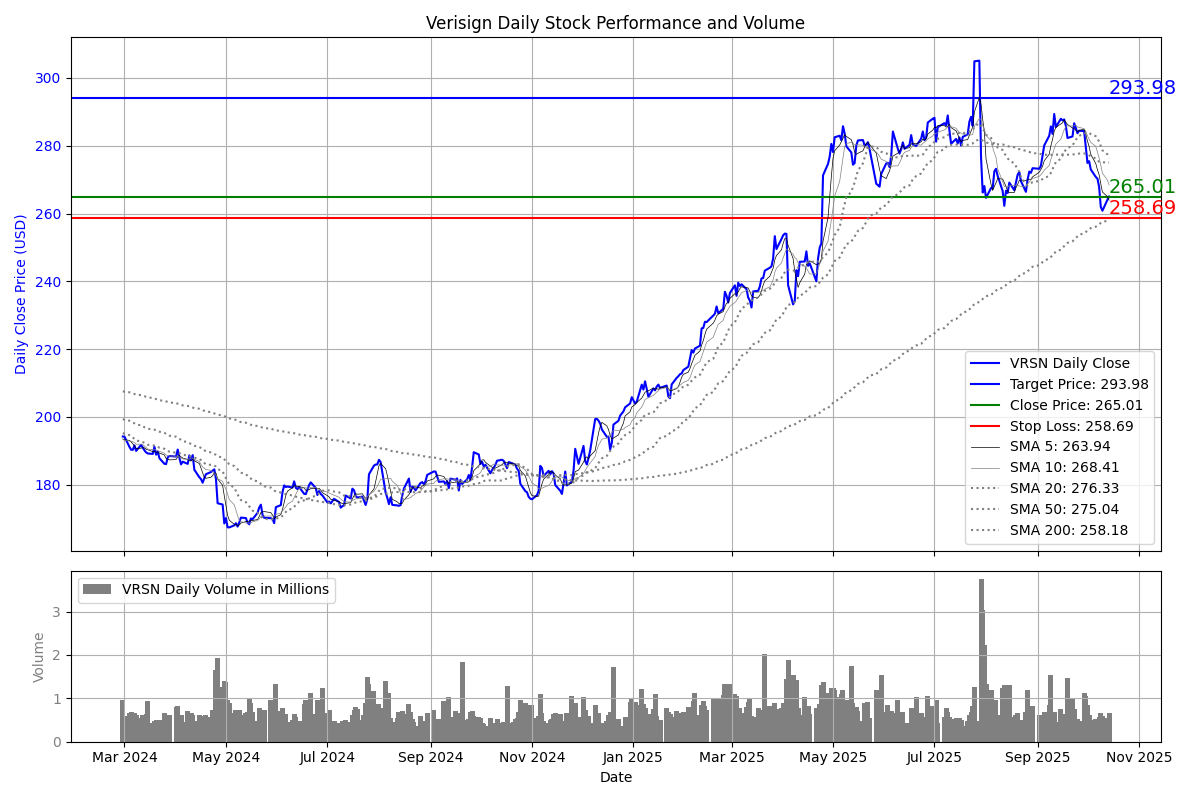 Verisign Daily Stock Performance and Volume
Daily Close Price (USD)
300
280
260
240
220
200
180
293.98
265.01
258.69
VRSN Daily Close
Target Price: 293.98
Close Price: 265.01
Stop Loss: 258.69
SMA 5: 263.94
SMA 10: 268.41
SMA 20: 276.33
SMA 50: 275.04
SMA 200: 258.18
VRSN Daily Volume in Millions
Volume
3
2
1
0
Mar 2024 May 2024 Jul 2024 Sep 2024 Nov 2024 Jan 2025 Mar 2025 May 2025 Jul 2025 Sep 2025 Nov 2025
Date